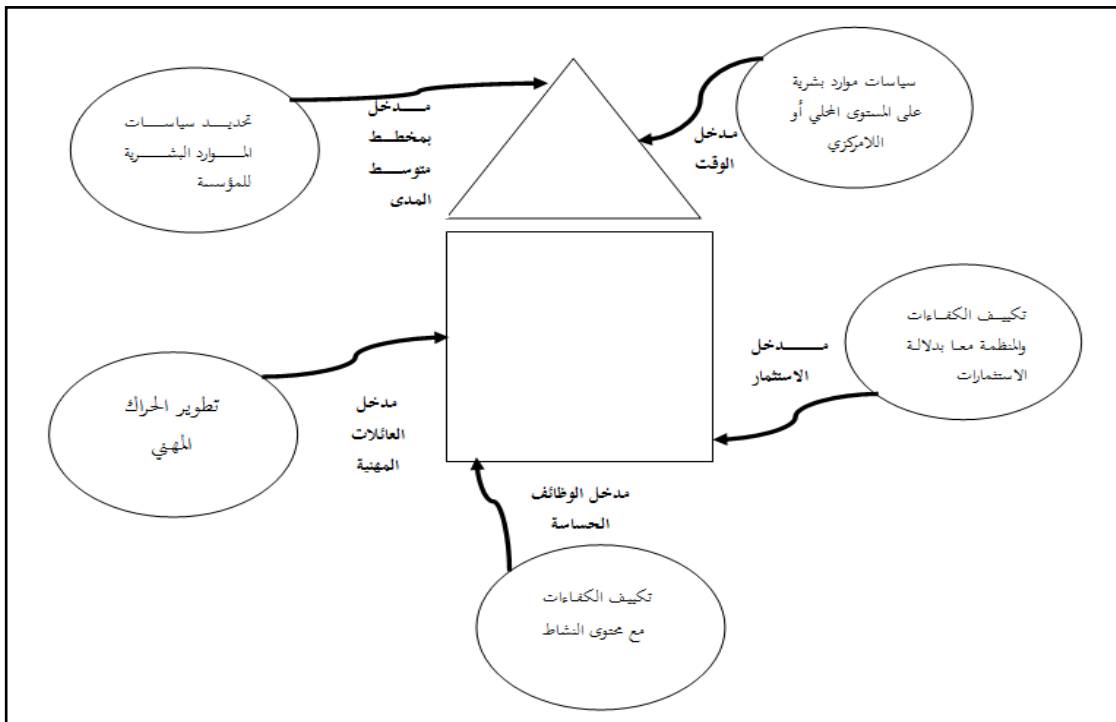 سياسات موارد بشرية
على المستوى المحلي أو
اللامركزي
مدخل
الوقت
مدخل
بمخطط
متوسط
المدى
تحديد سياسات
الموارد البشرية
للمؤسسة
تكييف الكفاءات
والمنظمة معا بدلالة
الاستثمارات
مدخل
الاستثمار
تطوير الحراك
المهني
مدخل
العائلات
المهنية
مدخل الوظائف
الحساسة
تكييف الكفاءات
مع محتوى النشاط